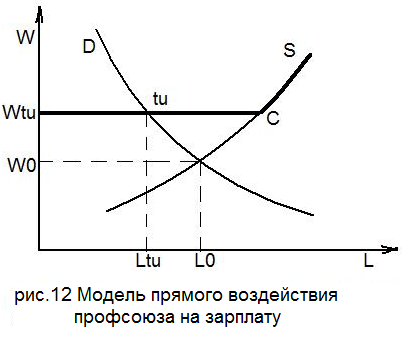 W
D
S
tu
Wtu
C
W0
Ltu
L0
L
рис.12 Модель прямого воздействия
профсоюза на зарплату